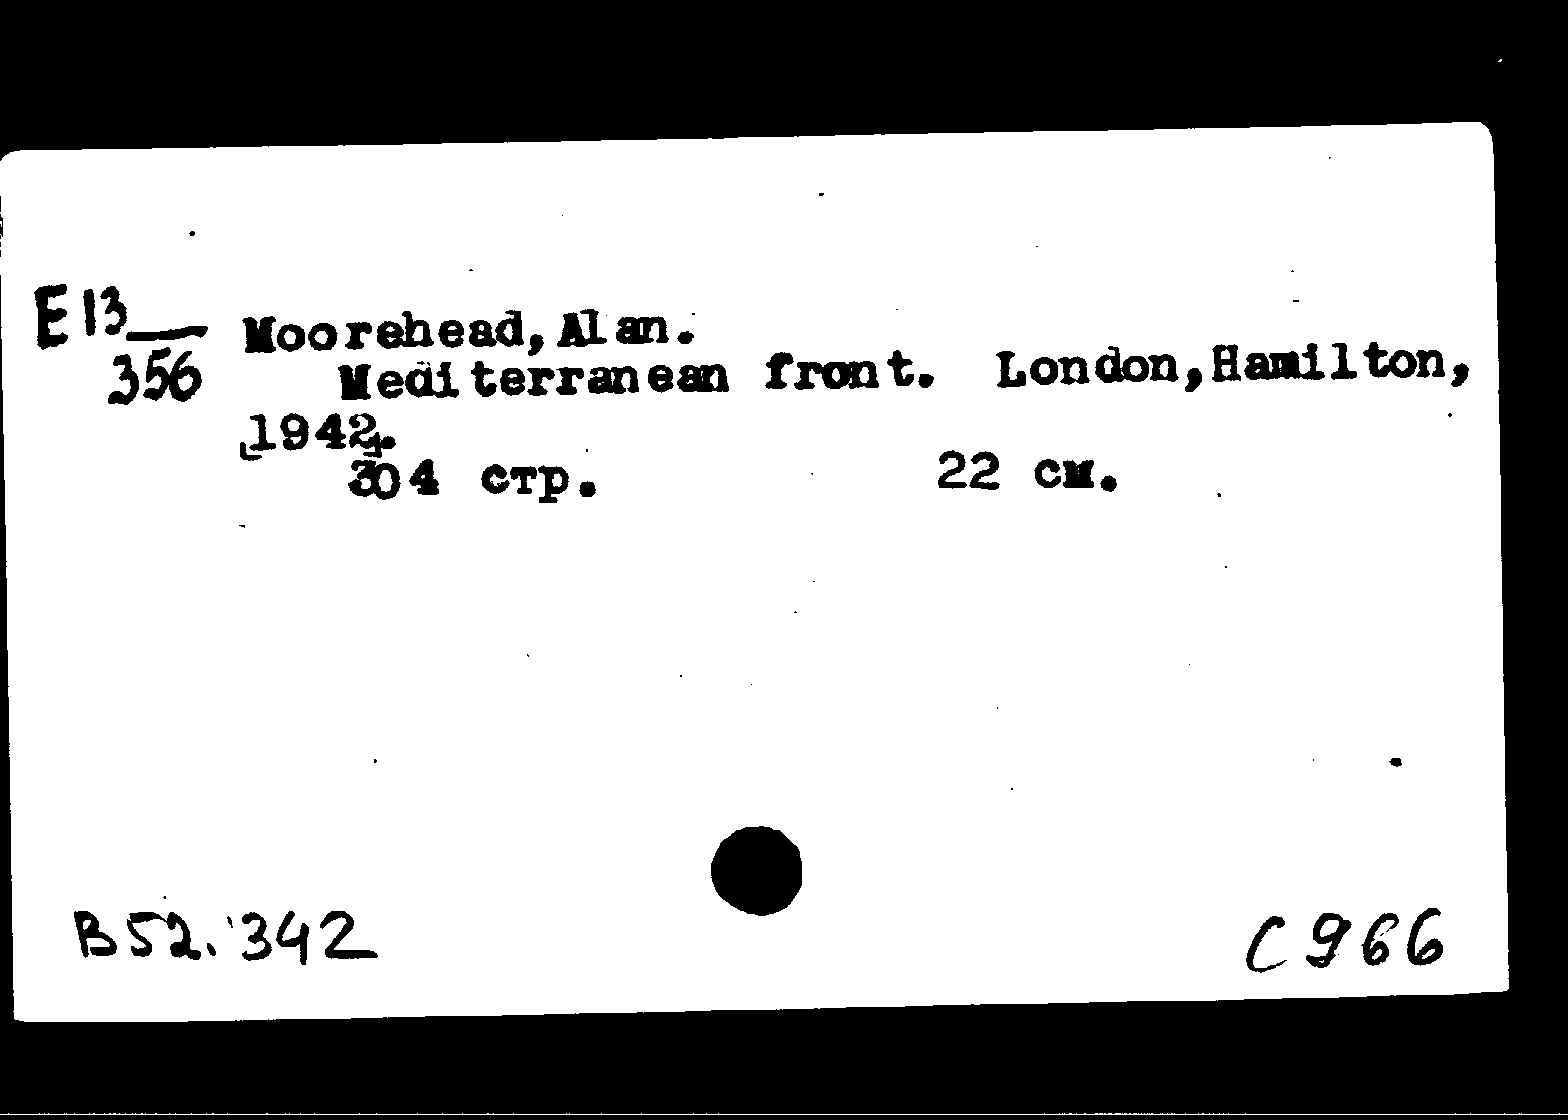 E13
356
Moorehead, Alan.
Mediterranean front. London, Hamilton,
[1942].
304 стр. 22 см.
B52.342 C966